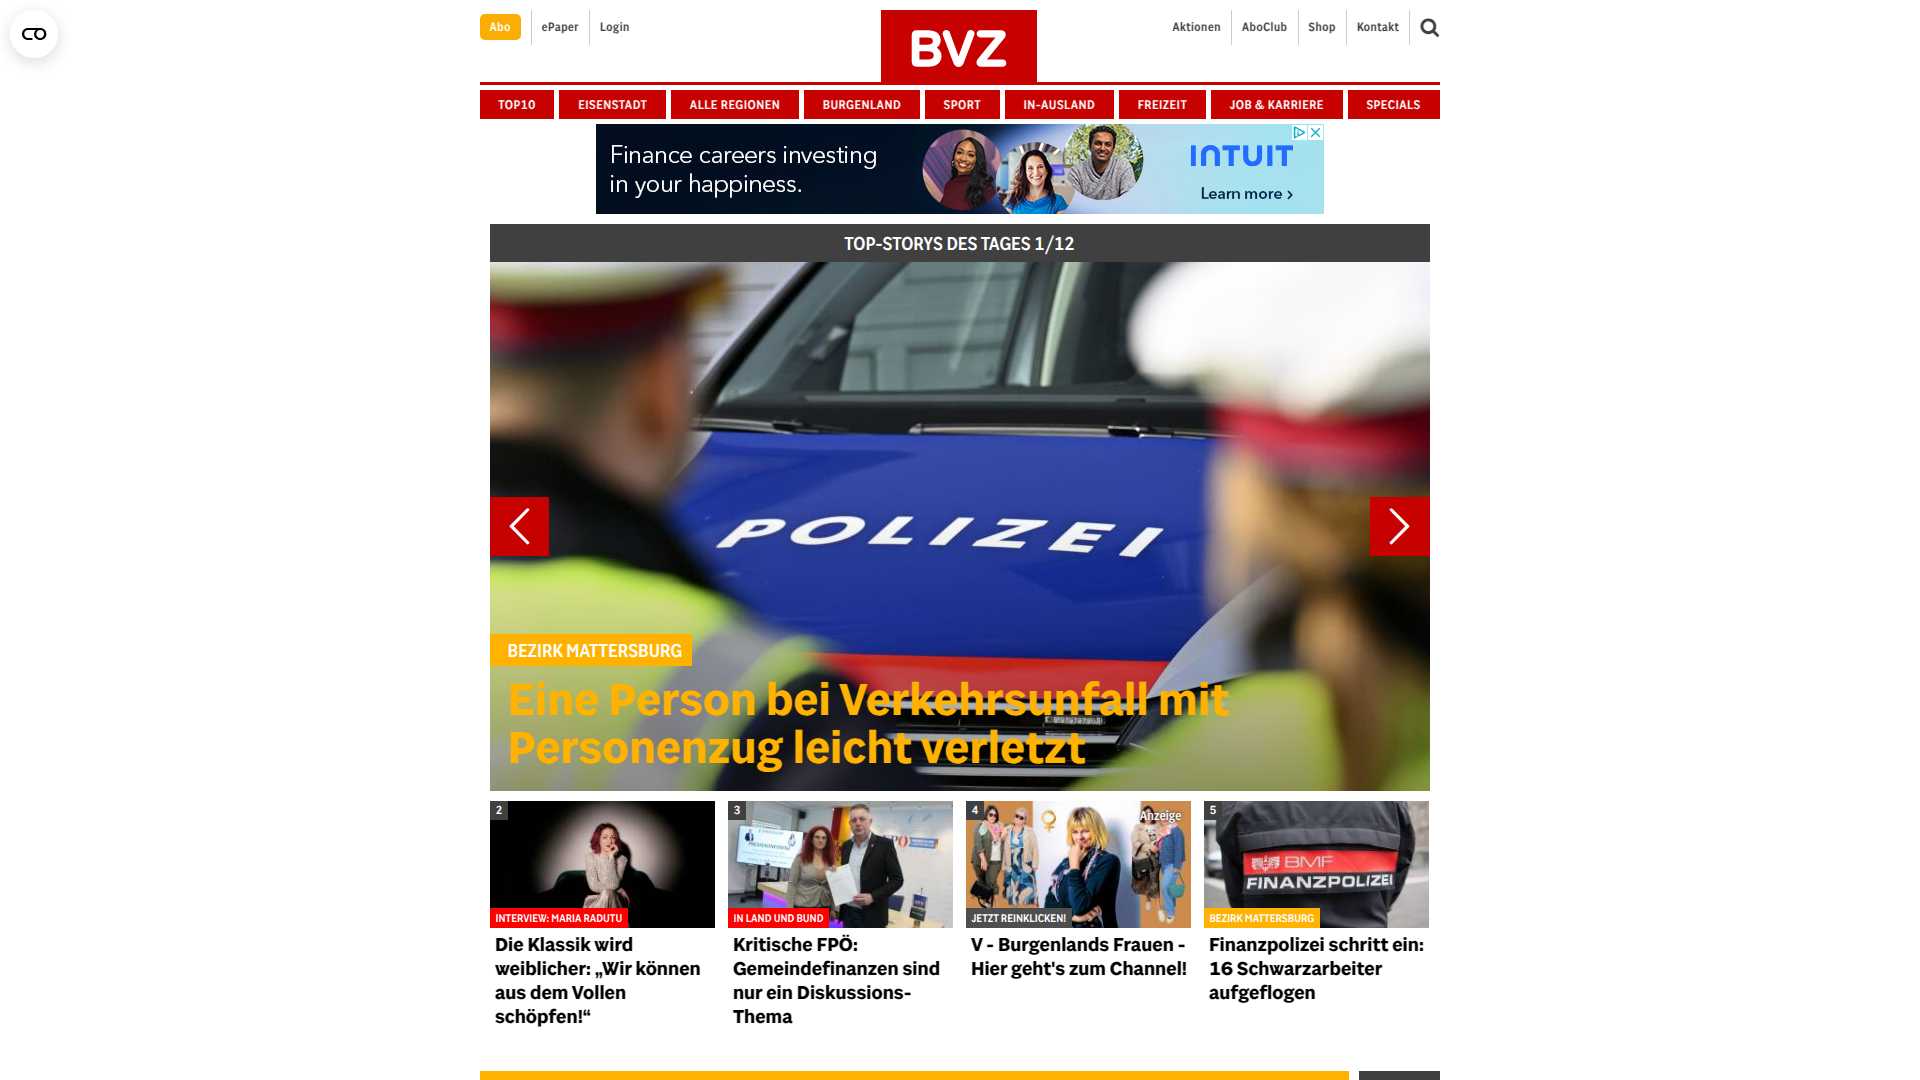 Abo
ePaper
Login
BVZ
Aktionen
AboClub
Shop
Kontakt
TOP10
EISENSTADT
ALLE REGIONEN
BURGENLAND
SPORT
IN-AUSLAND
FREIZEIT
JOB & KARRIERE
SPECIALS
Finance careers investing
in your happiness.
INTUIT
Learn more ›
TOP-STORYS DES TAGES 1/12
POLIZEI
BEZIRK MATTERSBURG
Eine Person bei Verkehrsunfall mit
Personenzug leicht verletzt
2
INTERVIEW: MARIA RADUTU
Die Klassik wird
weiblicher: „Wir können
aus dem Vollen
schöpfen!“
3
IN LAND UND BUND
Kritische FPÖ:
Gemeindefinanzen sind
nur ein Diskussions-
Thema
4
Anzeige
JETZT REINKLICKEN!
V - Burgenlands Frauen -
Hier geht's zum Channel!
5
BMF
FINANZPOLIZEI
BEZIRK MATTERSBURG
Finanzpolizei schritt ein:
16 Schwarzarbeiter
aufgeflogen